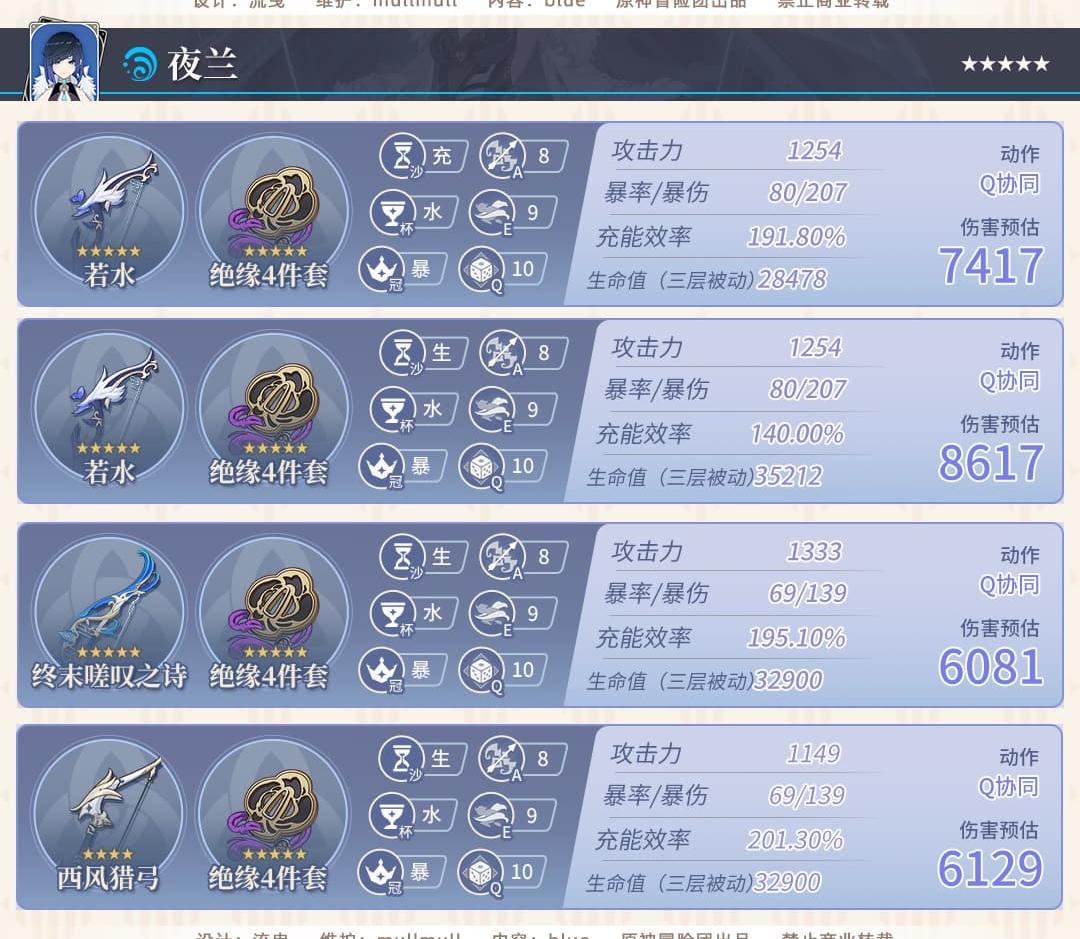 设计：流曳 维护：mullmull 内容：blue 原神冒险团出品 禁止商业转载
夜兰
若水
绝缘4件套
沙 充
A 8
杯 水
E 9
冠 暴
Q 10
攻击力 1254
暴率/暴伤 80/207
充能效率 191.80%
生命值（三层被动）28478
动作
Q协同
伤害预估
7417
若水
绝缘4件套
沙 生
A 8
杯 水
E 9
冠 暴
Q 10
攻击力 1254
暴率/暴伤 80/207
充能效率 140.00%
生命值（三层被动）35212
动作
Q协同
伤害预估
8617
终末嗟叹之诗
绝缘4件套
沙 生
A 8
杯 水
E 9
冠 暴
Q 10
攻击力 1333
暴率/暴伤 69/139
充能效率 195.10%
生命值（三层被动）32900
动作
Q协同
伤害预估
6081
西风猎弓
绝缘4件套
沙 生
A 8
杯 水
E 9
冠 暴
Q 10
攻击力 1149
暴率/暴伤 69/139
充能效率 201.30%
生命值（三层被动）32900
动作
Q协同
伤害预估
6129
设计：流曳 维护：mullmull 内容：blue 原神冒险团出品 禁止商业转载